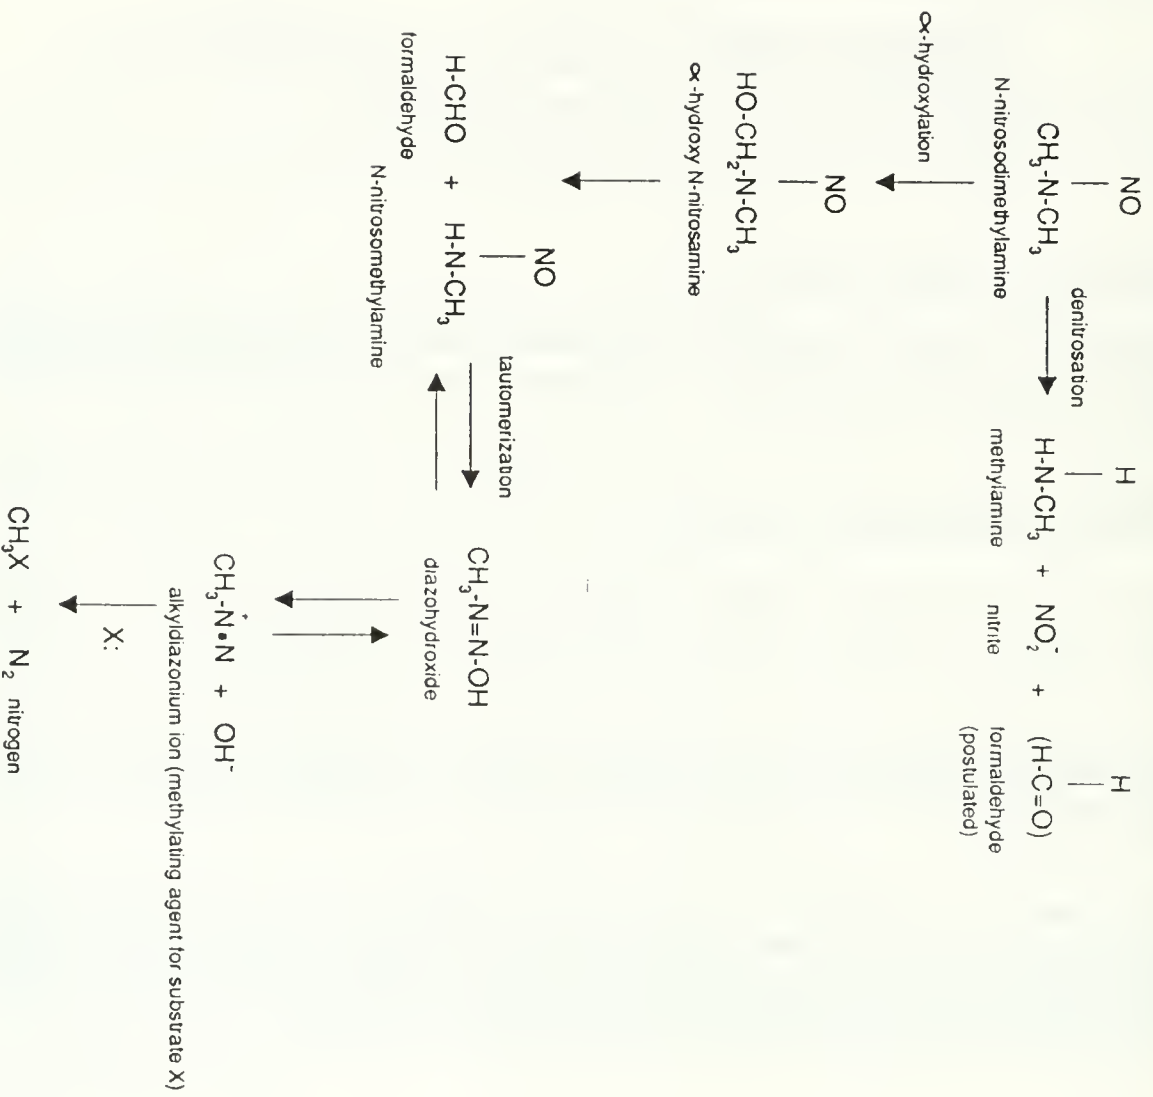 NO H H
CH₃-N-CH₃ denitrosation H-N-CH₃ + NO₂⁻ + (H-C=O)
N-nitrosodimethylamine methylamine nitrite formaldehyde
(postulated)
α-hydroxylation
NO
HO-CH₂-N-CH₃
α-hydroxy N-nitrosamine
NO
H-CHO + H-N-CH₃ tautomerization CH₃-N=N-OH
formaldehyde N-nitrosomethylamine diazohydroxide
CH₃-N⁺•N + OH⁻
alkyldiazonium ion (methylating agent for substrate X)
X:
CH₃X + N₂ nitrogen